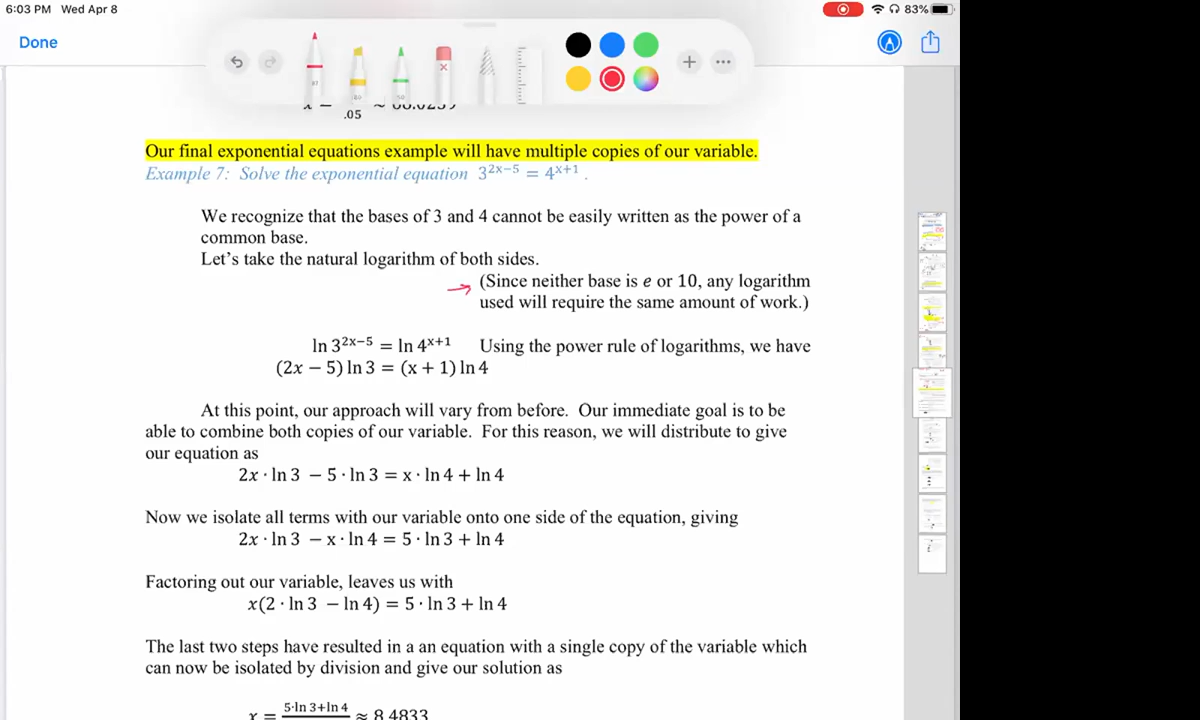 6:03 PM Wed Apr 8
83%
Done
.05
Our final exponential equations example will have multiple copies of our variable.
Example 7: Solve the exponential equation 3^{2x−5} = 4^{x+1} .
We recognize that the bases of 3 and 4 cannot be easily written as the power of a
common base.
Let's take the natural logarithm of both sides.
(Since neither base is e or 10, any logarithm
used will require the same amount of work.)
ln 3^{2x−5} = ln 4^{x+1} Using the power rule of logarithms, we have
(2x − 5) ln 3 = (x + 1) ln 4
At this point, our approach will vary from before. Our immediate goal is to be
able to combine both copies of our variable. For this reason, we will distribute to give
our equation as
2x · ln 3 − 5 · ln 3 = x · ln 4 + ln 4
Now we isolate all terms with our variable onto one side of the equation, giving
2x · ln 3 − x · ln 4 = 5 · ln 3 + ln 4
Factoring out our variable, leaves us with
x(2 · ln 3 − ln 4) = 5 · ln 3 + ln 4
The last two steps have resulted in a an equation with a single copy of the variable which
can now be isolated by division and give our solution as
5·ln 3+ln 4
x = ≈ 8.4833